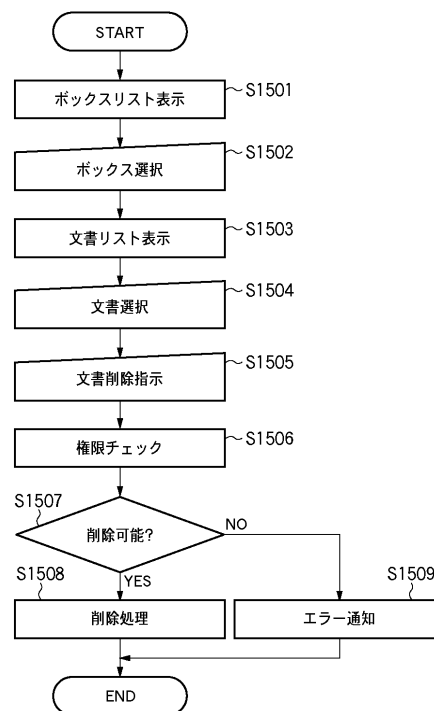 START
ボックスリスト表示
S1501
ボックス選択
S1502
文書リスト表示
S1503
文書選択
S1504
文書削除指示
S1505
権限チェック
S1506
S1507
削除可能?
NO
YES
S1508
削除処理
S1509
エラー通知
END